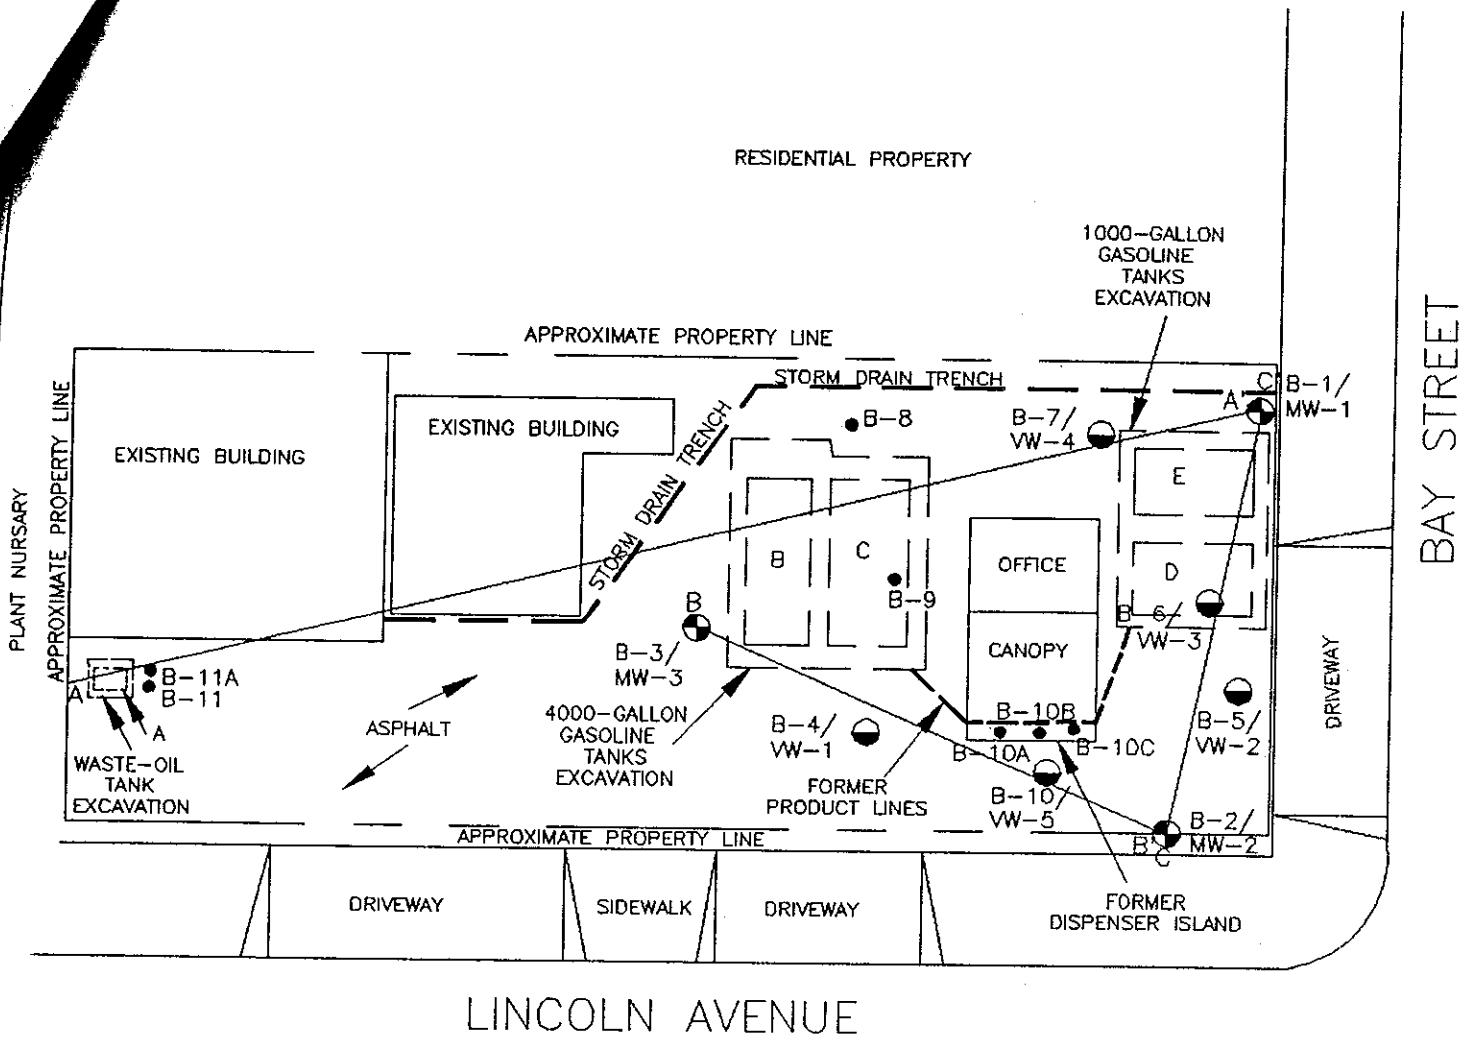 RESIDENTIAL PROPERTY
1000-GALLON
GASOLINE
TANKS
EXCAVATION
APPROXIMATE PROPERTY LINE
STORM DRAIN TRENCH
C
B-1/
MW-1
A
B-8
B-7/
VW-4
EXISTING BUILDING
EXISTING BUILDING
STORM DRAIN TRENCH
E
B
C
D
B-9
OFFICE
CANOPY
B-6/
VW-3
B
B-3/
MW-3
PLANT NURSARY
APPROXIMATE PROPERTY LINE
A
B-11A
B-11
A
WASTE-OIL
TANK
EXCAVATION
ASPHALT
4000-GALLON
GASOLINE
TANKS
EXCAVATION
B-4/
VW-1
FORMER
PRODUCT LINES
B-10B
B-10A
B-10C
B-10/
VW-5
B-5/
VW-2
B-2/
MW-2
B'
C'
APPROXIMATE PROPERTY LINE
DRIVEWAY
SIDEWALK
DRIVEWAY
FORMER
DISPENSER ISLAND
DRIVEWAY
BAY STREET
LINCOLN AVENUE